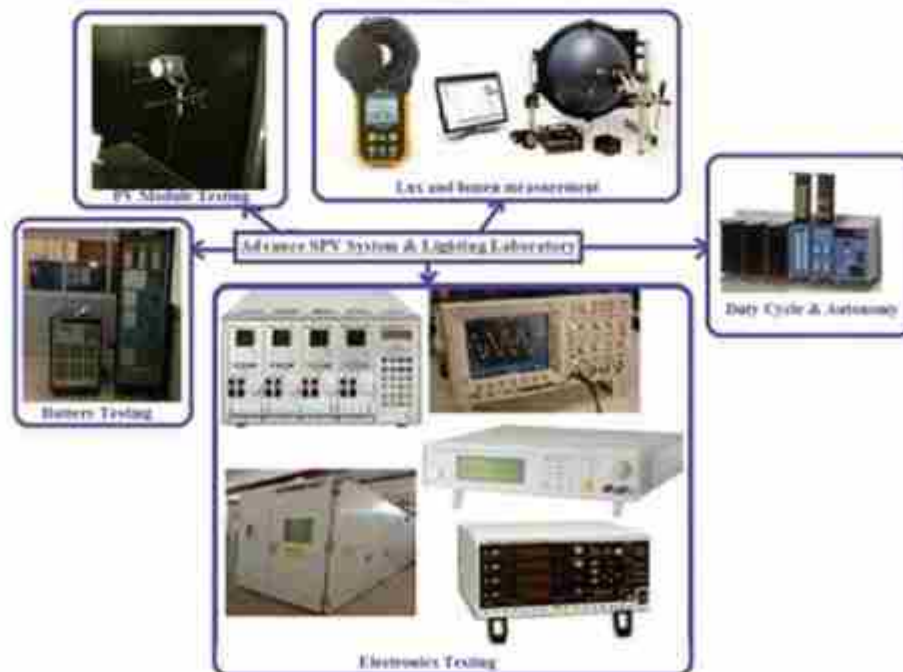 PV Module Testing
Lux and lumen measurement
Advance SPV System & Lighting Laboratory
Duty Cycle & Autonomy
Battery Testing
Electronics Testing